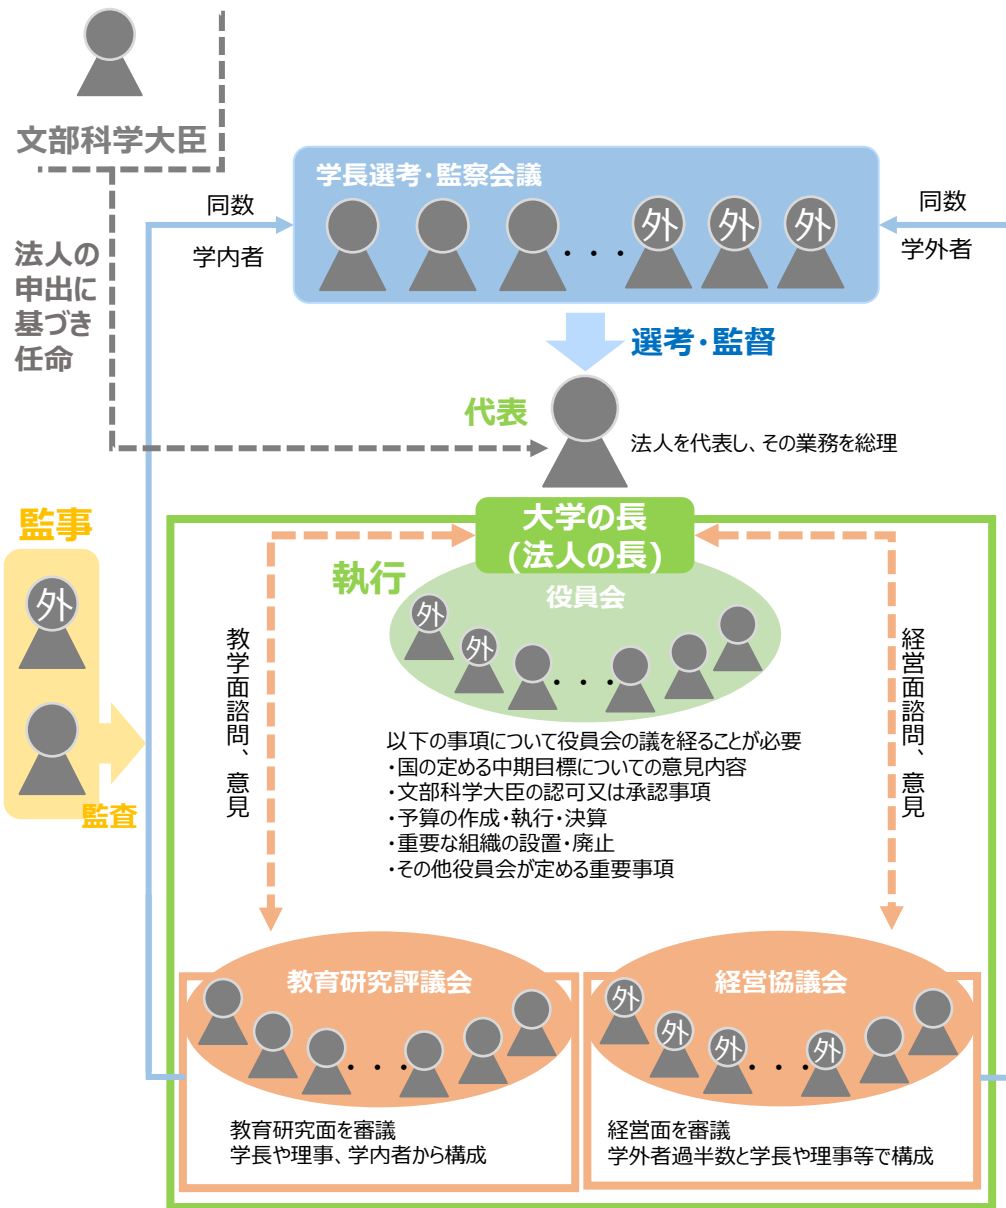 文部科学大臣
学長選考・監察会議
外 外 外
・・・
同数
学内者
同数
学外者
法人の
申出に
基づき
任命
選考・監督
代表
法人を代表し、その業務を総理
監事
外
監査
大学の長
(法人の長)
執行
役員会
外
外
・・・
教学面諮問、意見
経営面諮問、意見
以下の事項について役員会の議を経ることが必要
・国の定める中期目標についての意見内容
・文部科学大臣の認可又は承認事項
・予算の作成・執行・決算
・重要な組織の設置・廃止
・その他役員会が定める重要事項
教育研究評議会
・・・
教育研究面を審議
学長や理事、学内者から構成
経営協議会
外
外
外
・・・
外
経営面を審議
学外者過半数と学長や理事等で構成